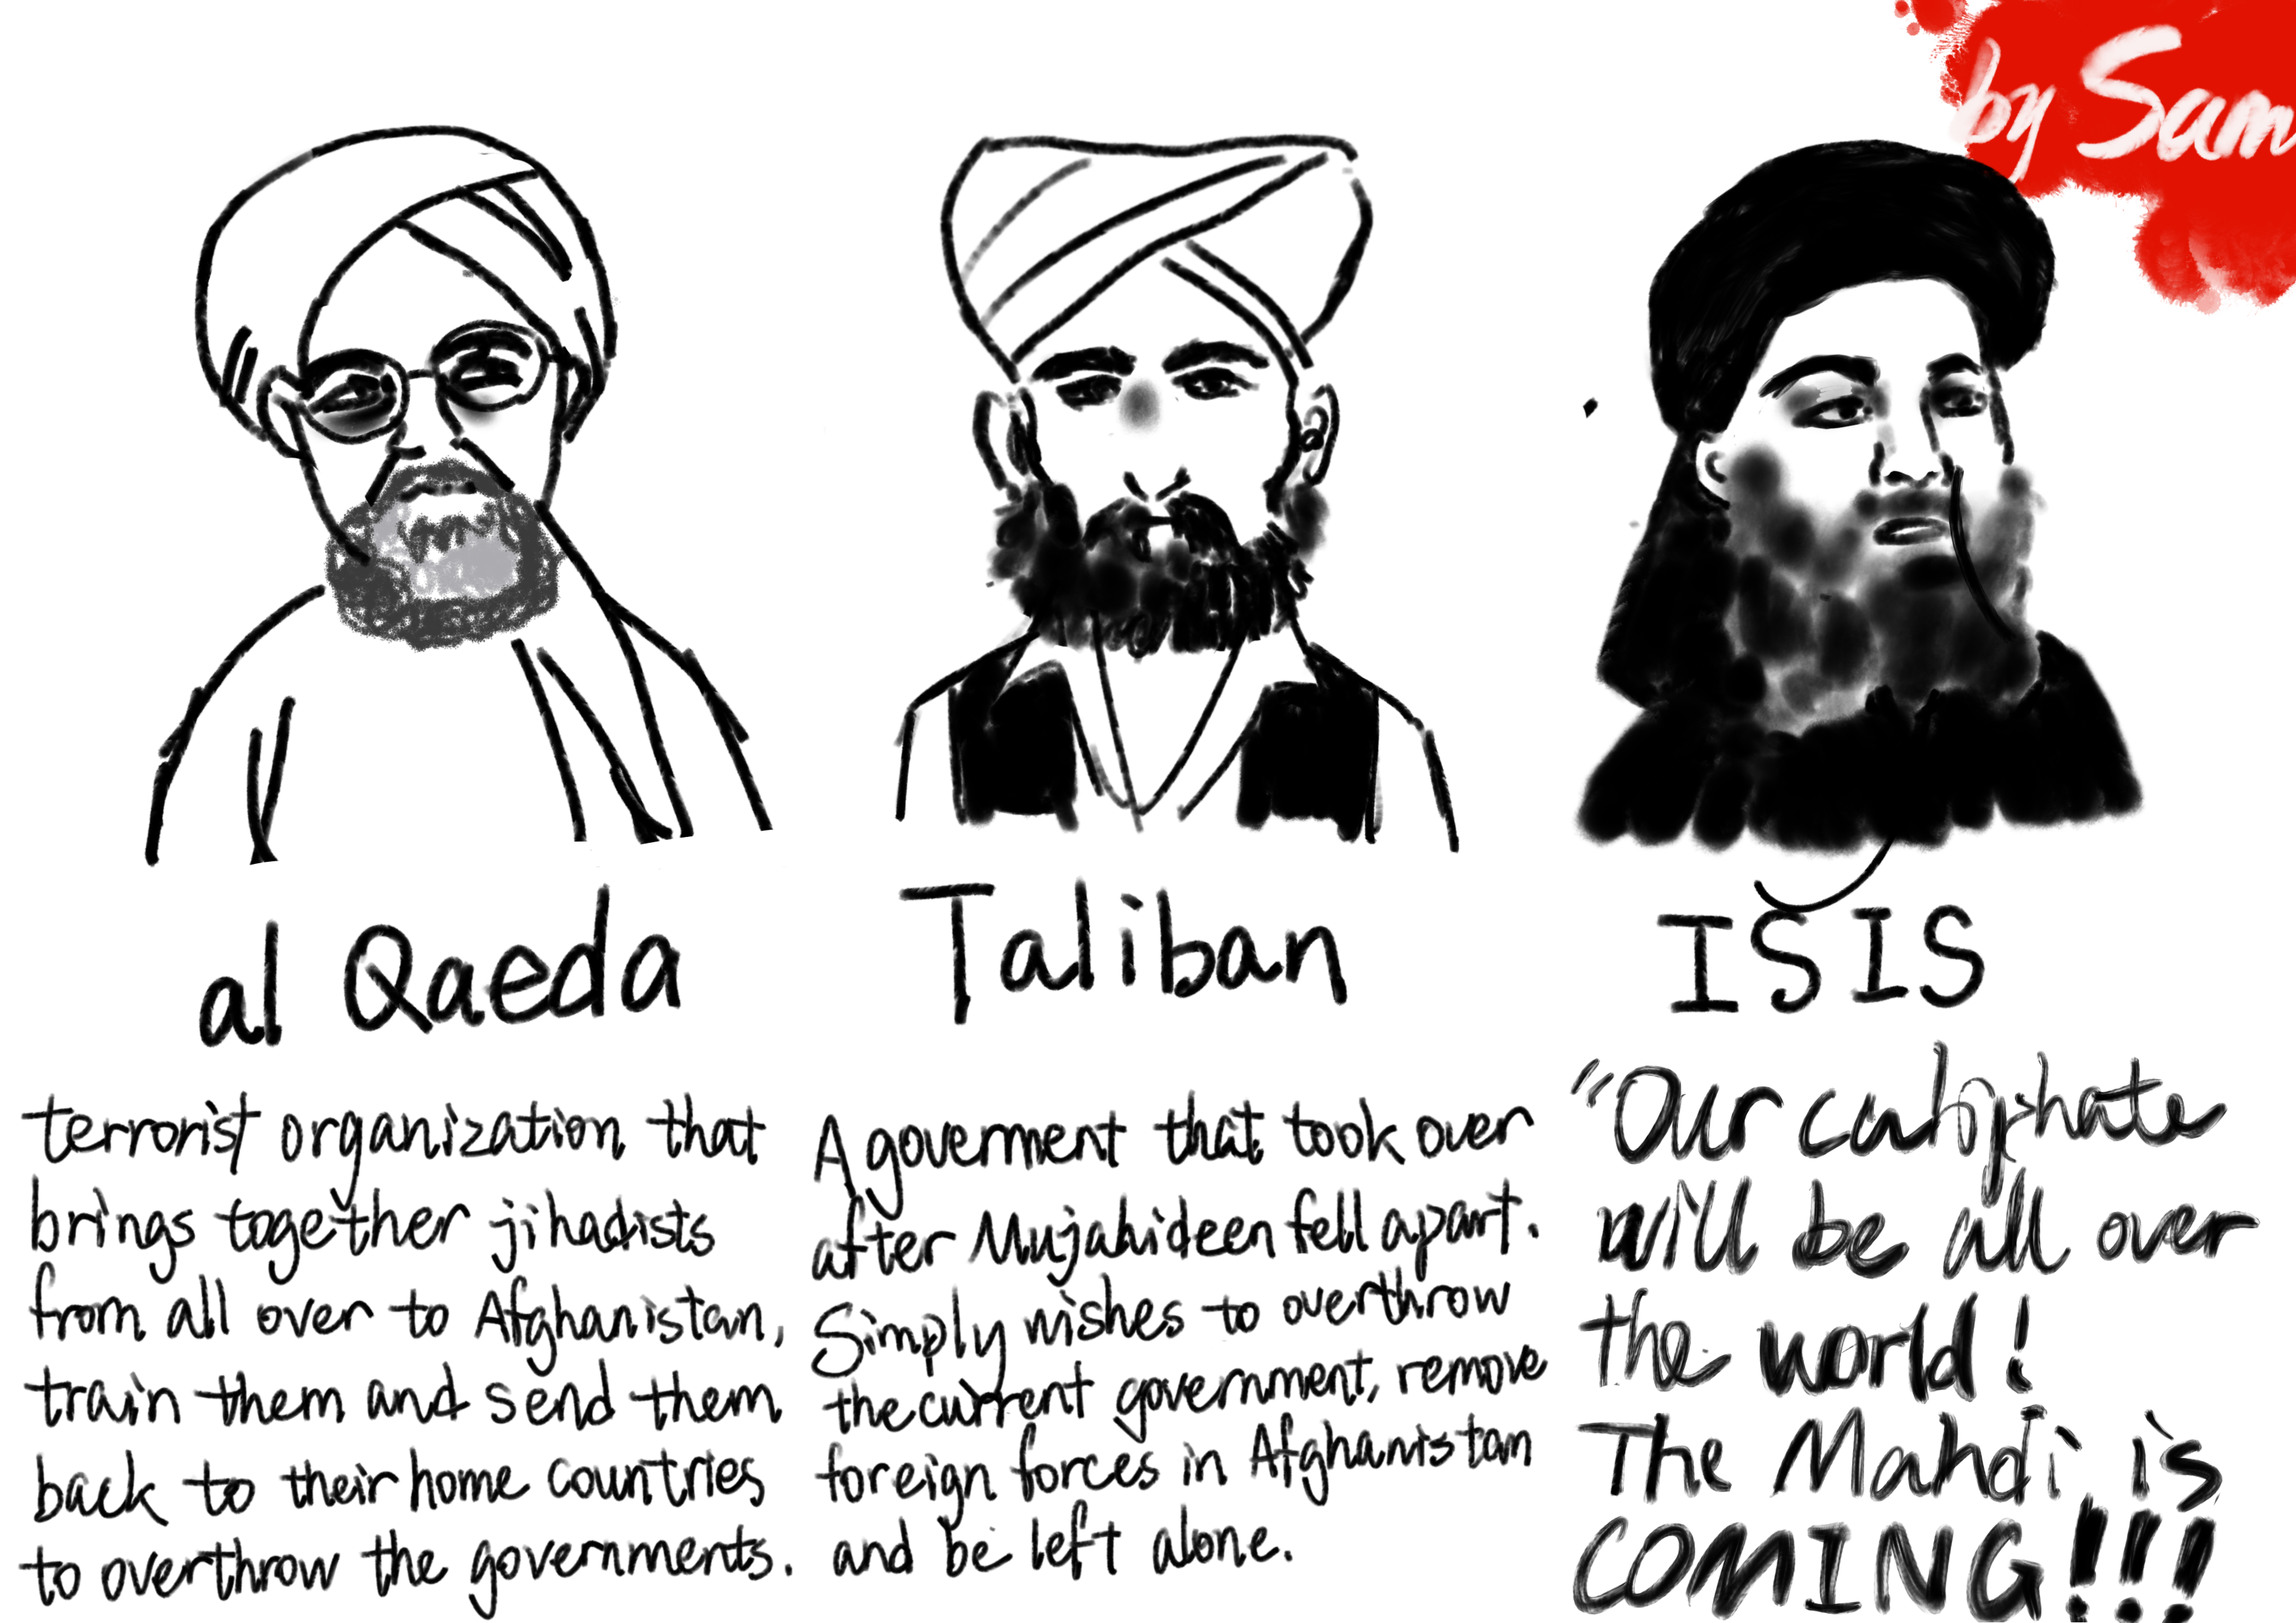 by Sam
al Qaeda
terrorist organization that
brings together jihadists
from all over to Afghanistan,
train them and send them
back to their home countries
to overthrow the governments.
Taliban
A goverment that took over
after Mujahideen fell apart.
Simply wishes to overthrow
the current government, remove
foreign forces in Afghanistan
and be left alone.
ISIS
"Our caliphate
will be all over
the world!
The Mahdi is
COMING!!!